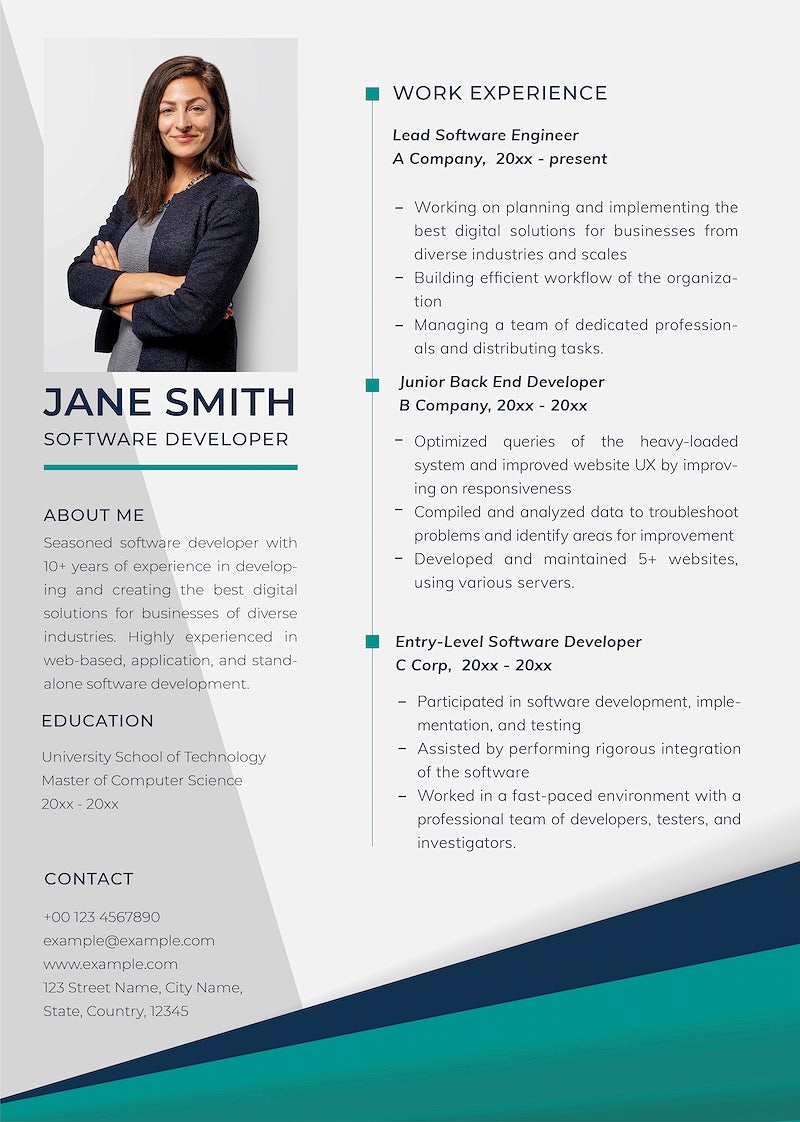 JANE SMITH
SOFTWARE DEVELOPER
ABOUT ME
Seasoned software developer with
10+ years of experience in develop-
ing and creating the best digital
solutions for businesses of diverse
industries. Highly experienced in
web-based, application, and stand-
alone software development.
EDUCATION
University School of Technology
Master of Computer Science
20xx - 20xx
CONTACT
+00 123 4567890
example@example.com
www.example.com
123 Street Name, City Name,
State, Country, 12345
WORK EXPERIENCE
Lead Software Engineer
A Company, 20xx - present
– Working on planning and implementing the
best digital solutions for businesses from
diverse industries and scales
– Building efficient workflow of the organiza-
tion
– Managing a team of dedicated profession-
als and distributing tasks.
Junior Back End Developer
B Company, 20xx - 20xx
– Optimized queries of the heavy-loaded
system and improved website UX by improv-
ing on responsiveness
– Compiled and analyzed data to troubleshoot
problems and identify areas for improvement
– Developed and maintained 5+ websites,
using various servers.
Entry-Level Software Developer
C Corp, 20xx - 20xx
– Participated in software development, imple-
mentation, and testing
– Assisted by performing rigorous integration
of the software
– Worked in a fast-paced environment with a
professional team of developers, testers, and
investigators.